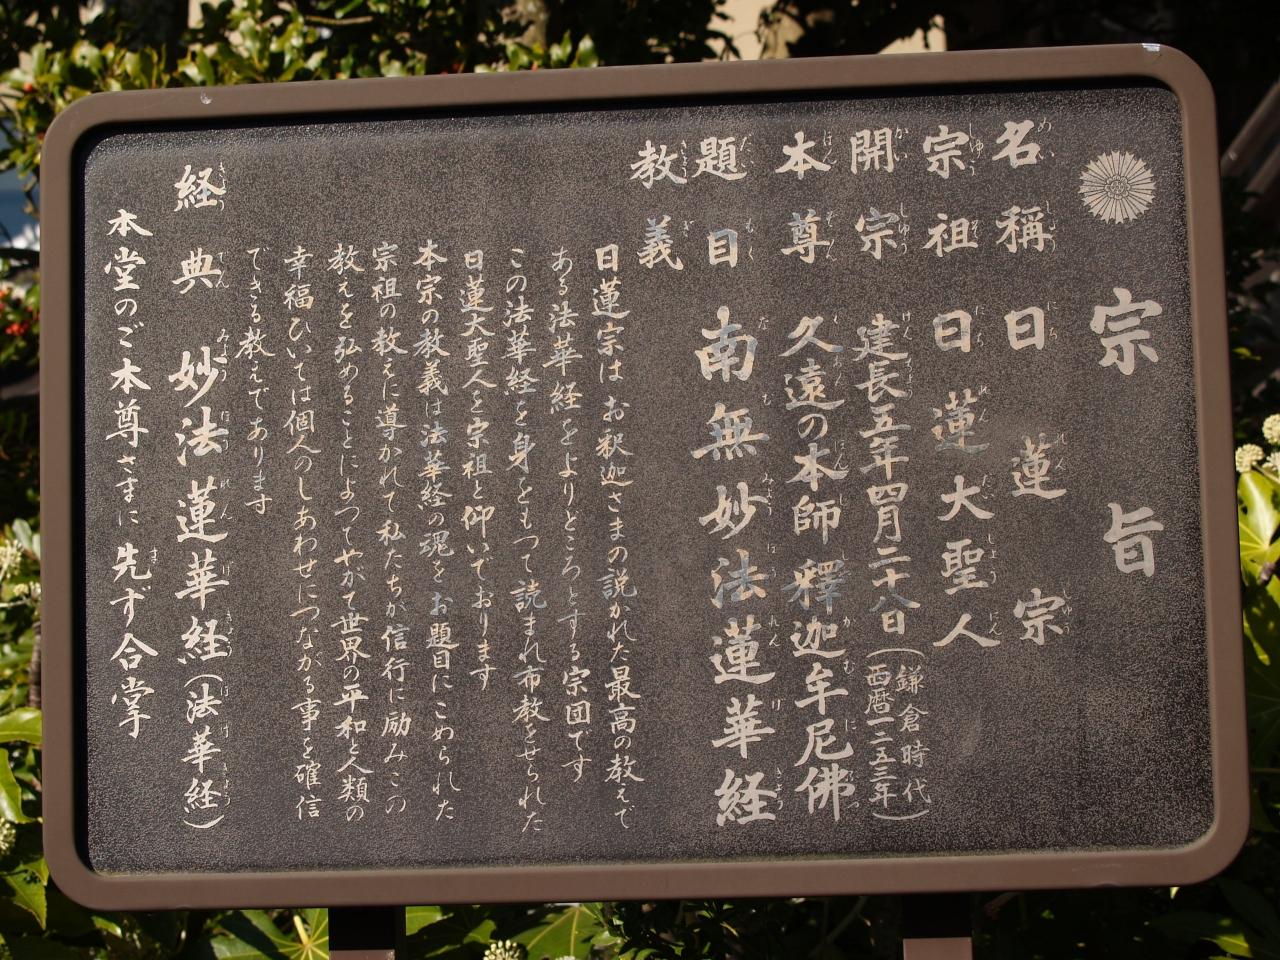 宗旨
名称 日蓮宗
宗祖 日蓮大聖人
開宗 建長五年四月二十八日(鎌倉時代 西暦一二五三年)
本尊 久遠の本師釋迦牟尼佛
題目 南無妙法蓮華経
教義
日蓮宗はお釈迦さまの説かれた最高の教えで
ある法華経をよりどころとする宗団です
この法華経を身をもって読まれ布教をせられた
日蓮大聖人を宗祖と仰いでおります
本宗の教義は法華経の魂をお題目にこめられた
宗祖の教えに導かれて私たちが信行に励みこの
教えを弘めることによつてやがて世界の平和と人類の
幸福ひいては個人のしあわせにつながる事を確信
できる教えであります
経典 妙法蓮華経(法華経)
本堂のご本尊さまに先ず合掌